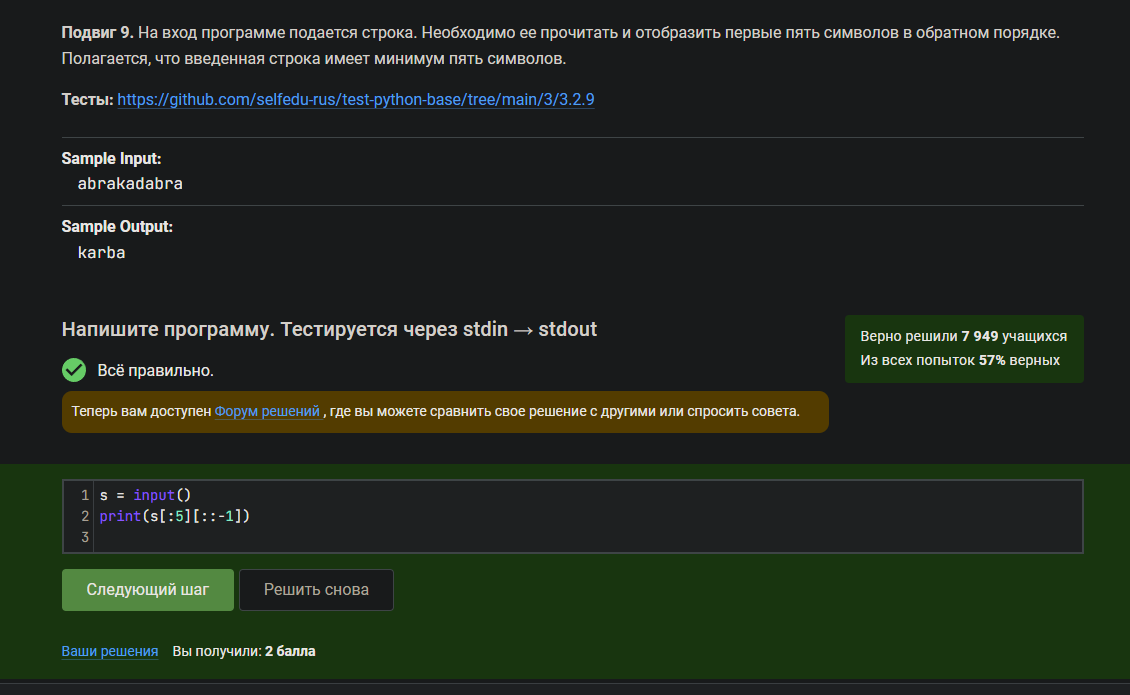 Подвиг 9. На вход программе подается строка. Необходимо ее прочитать и отобразить первые пять символов в обратном порядке.
Полагается, что введенная строка имеет минимум пять символов.
Тесты: https://github.com/selfedu-rus/test-python-base/tree/main/3/3.2.9
Sample Input:
abrakadabra
Sample Output:
karba
Напишите программу. Тестируется через stdin → stdout
Верно решили 7 949 учащихся
Из всех попыток 57% верных
Всё правильно.
Теперь вам доступен Форум решений , где вы можете сравнить свое решение с другими или спросить совета.
1 s = input()
2 print(s[:5][::-1])
3
Следующий шаг Решить снова
Ваши решения Вы получили: 2 балла